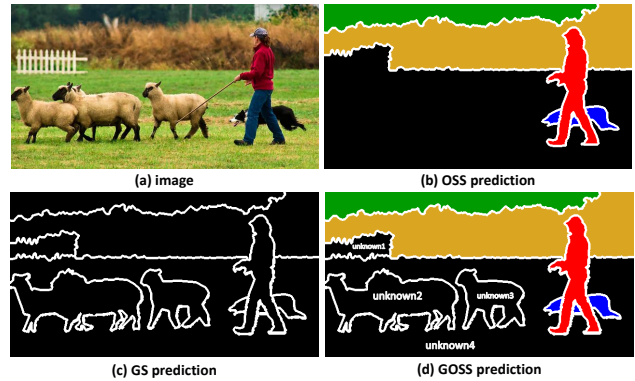 (a) image
(b) OSS prediction
unknown1
unknown2
unknown3
unknown4
(c) GS prediction
(d) GOSS prediction